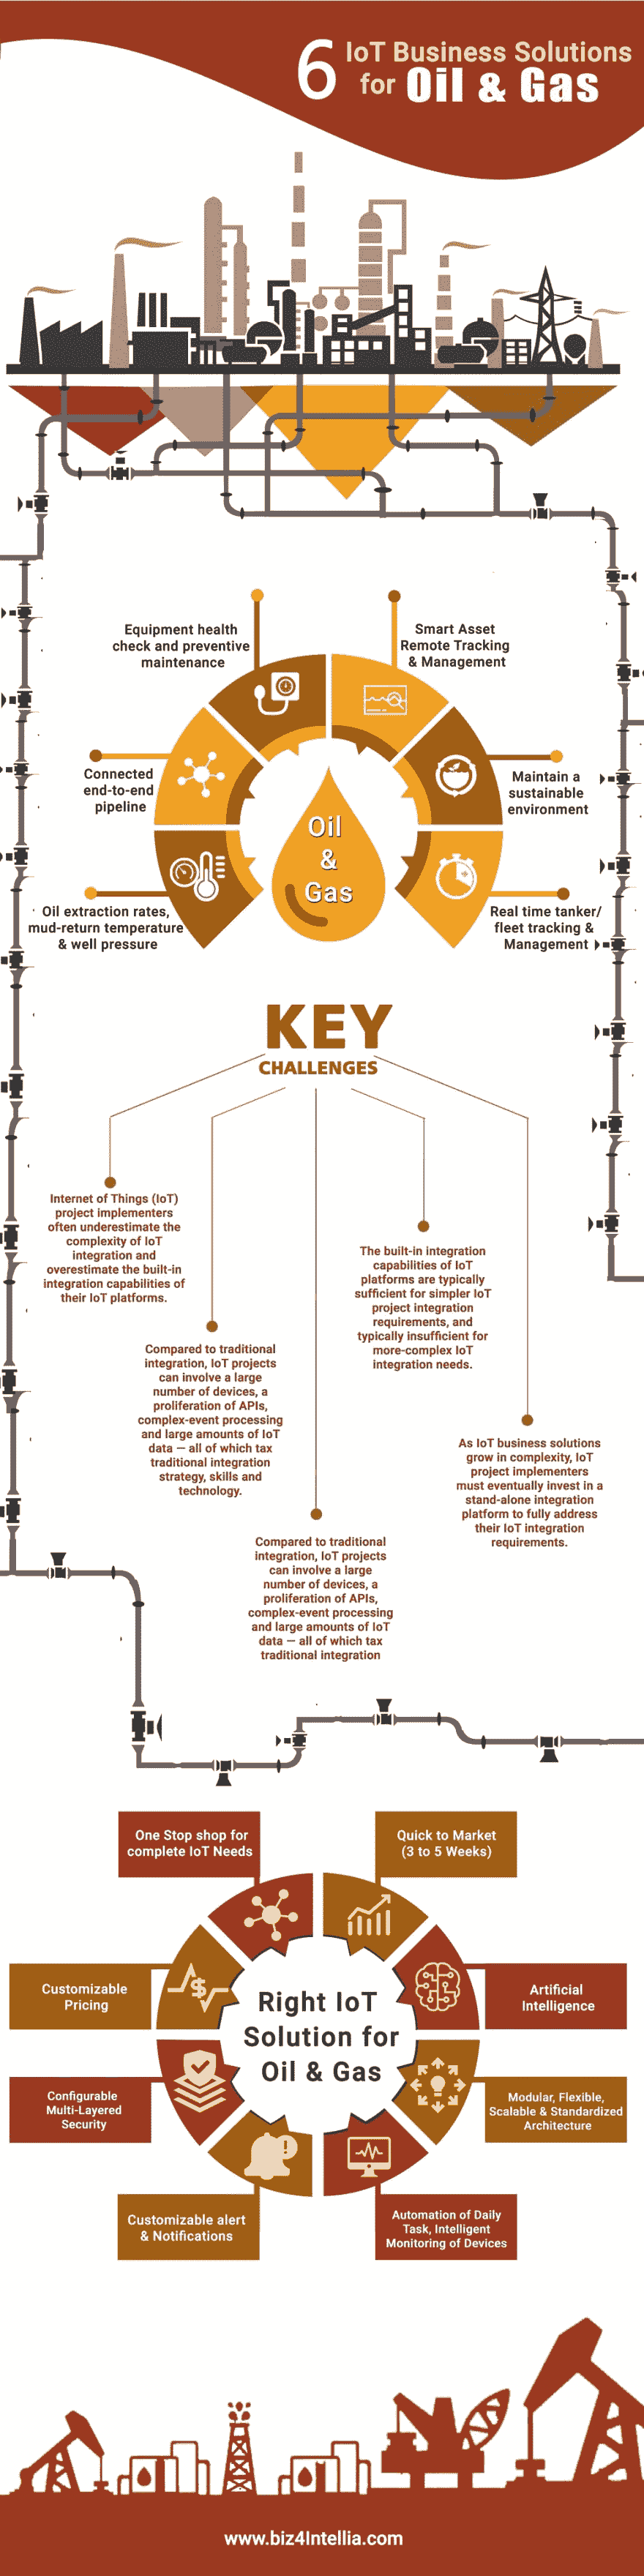 6 IoT Business Solutions
for Oil & Gas
Equipment health
check and preventive
maintenance
Smart Asset
Remote Tracking
& Management
Connected
end-to-end
pipeline
Maintain a
sustainable
environment
Oil
&
Gas
Oil extraction rates,
mud-return temperature
& well pressure
Real time tanker/
fleet tracking &
Management
KEY
CHALLENGES
Internet of Things (IoT)
project implementers
often underestimate the
complexity of IoT
integration and
overestimate the built-in
integration capabilities of
their IoT platforms.
Compared to traditional
integration, IoT projects
can involve a large
number of devices, a
proliferation of APIs,
complex-event processing
and large amounts of IoT
data — all of which tax
traditional integration
strategy, skills and
technology.
Compared to traditional
integration, IoT projects
can involve a large
number of devices, a
proliferation of APIs,
complex-event processing
and large amounts of IoT
data — all of which tax
traditional integration
The built-in integration
capabilities of IoT
platforms are typically
sufficient for simpler IoT
project integration
requirements, and
typically insufficient for
more-complex IoT
integration needs.
As IoT business solutions
grow in complexity, IoT
project implementers
must eventually invest in a
stand-alone integration
platform to fully address
their IoT integration
requirements.
One Stop shop for
complete IoT Needs
Quick to Market
(3 to 5 Weeks)
Customizable
Pricing
Artificial
Intelligence
Right IoT
Solution for
Oil & Gas
Configurable
Multi-Layered
Security
Modular, Flexible,
Scalable & Standardized
Architecture
Customizable alert
& Notifications
Automation of Daily
Task, Intelligent
Monitoring of Devices
www.biz4Intellia.com